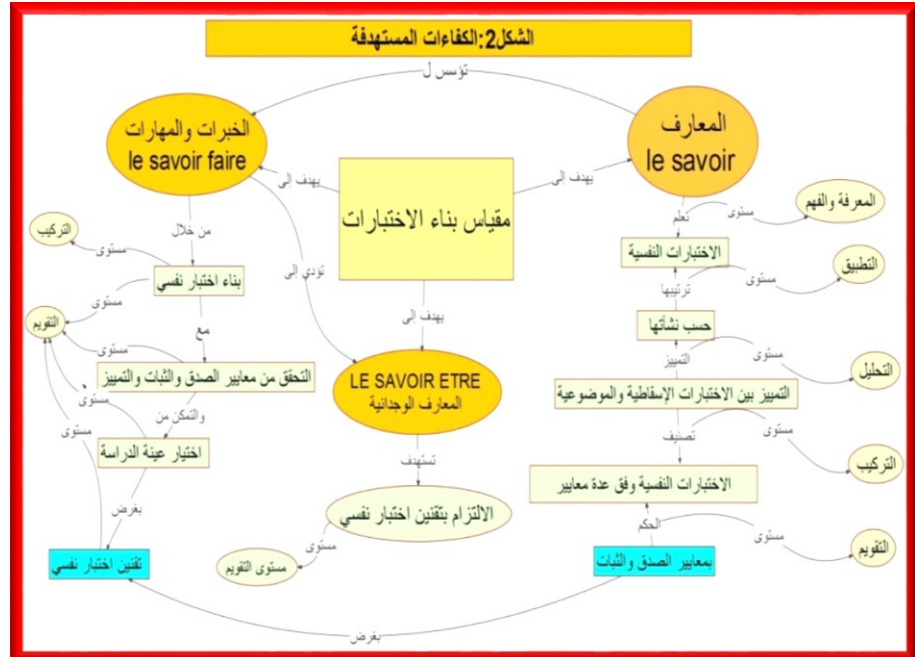 الشكل2:الكفاءات المستهدفة
تؤسس ل
المعارف
le savoir
الخبرات والمهارات
le savoir faire
يهدف إلى
يهدف إلى
مقياس بناء الاختبارات
يهدف إلى
تؤدي إلى
LE SAVOIR ETRE
المعارف الوجدانية
تستهدف
الالتزام بتقنين اختبار نفسي
مستوى
مستوى التقويم
تعلم
مستوى
المعرفة والفهم
الاختبارات النفسية
ترتيبها
مستوى
التطبيق
حسب نشأتها
التمييز
مستوى
التحليل
التمييز بين الاختبارات الإسقاطية والموضوعية
تصنيف
مستوى
التركيب
الاختبارات النفسية وفق عدة معايير
الحكم
مستوى
التقويم
بمعايير الصدق والثبات
من خلال
مستوى
التركيب
بناء اختبار نفسي
مستوى
التقويم
مع
مستوى
التحقق من معايير الصدق والثبات والتمييز
والتمكن من
مستوى
مستوى
اختيار عينة الدراسة
بغرض
تقنين اختبار نفسي
بغرض